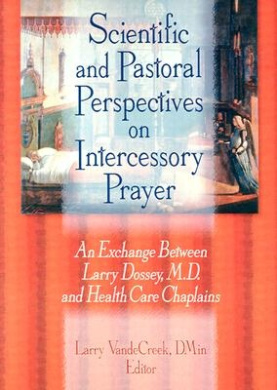 Scientific
and Pastoral
Perspectives
on
Intercessory
Prayer
An Exchange Between
Larry Dossey, M.D.
and Health Care Chaplains
Larry VandeCreek, D.Min
Editor